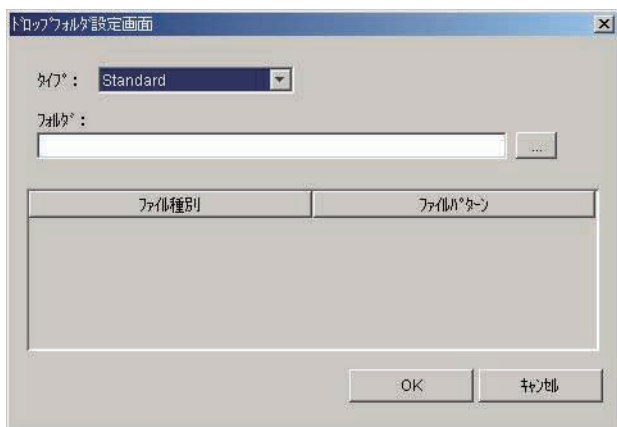 ﾄﾞﾛｯﾌﾟﾌｫﾙﾀﾞ設定画面
ﾀｲﾌﾟ：
Standard
ﾌｫﾙﾀﾞ：
...
ﾌｧｲﾙ種別
ﾌｧｲﾙﾊﾟﾀｰﾝ
OK
ｷｬﾝｾﾙ